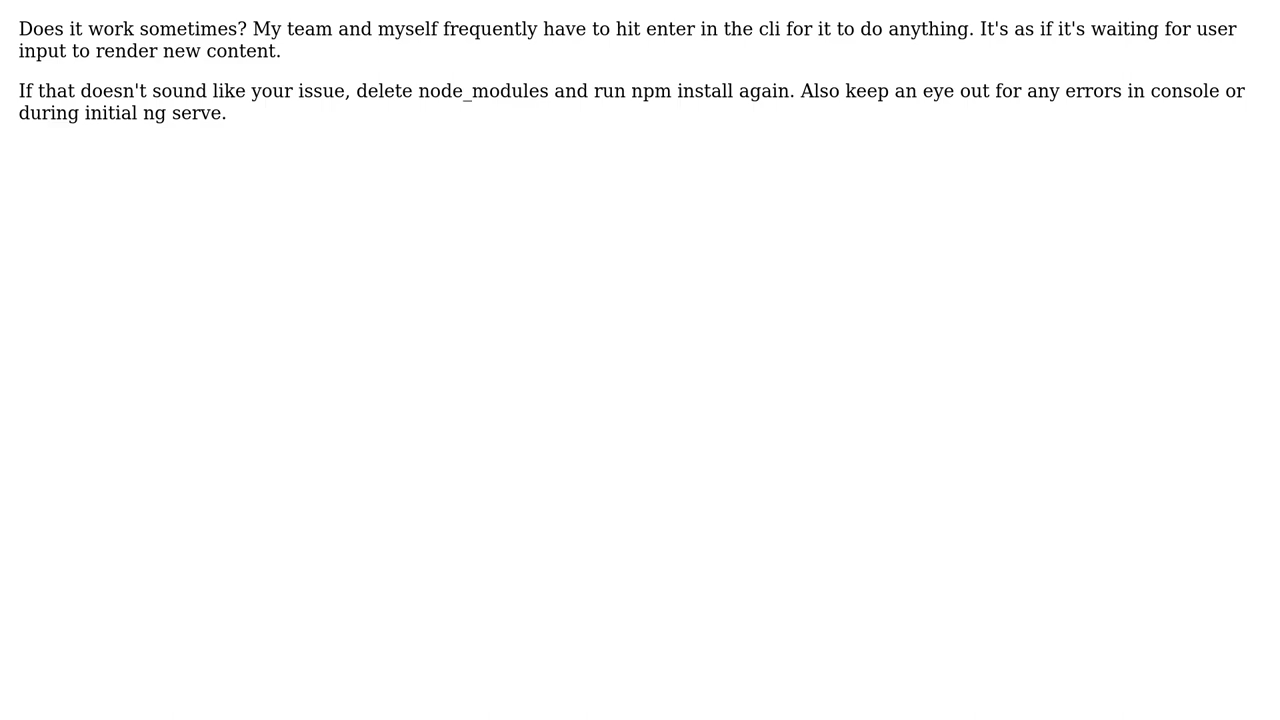 Does it work sometimes? My team and myself frequently have to hit enter in the cli for it to do anything. It's as if it's waiting for user
input to render new content.
If that doesn't sound like your issue, delete node_modules and run npm install again. Also keep an eye out for any errors in console or
during initial ng serve.